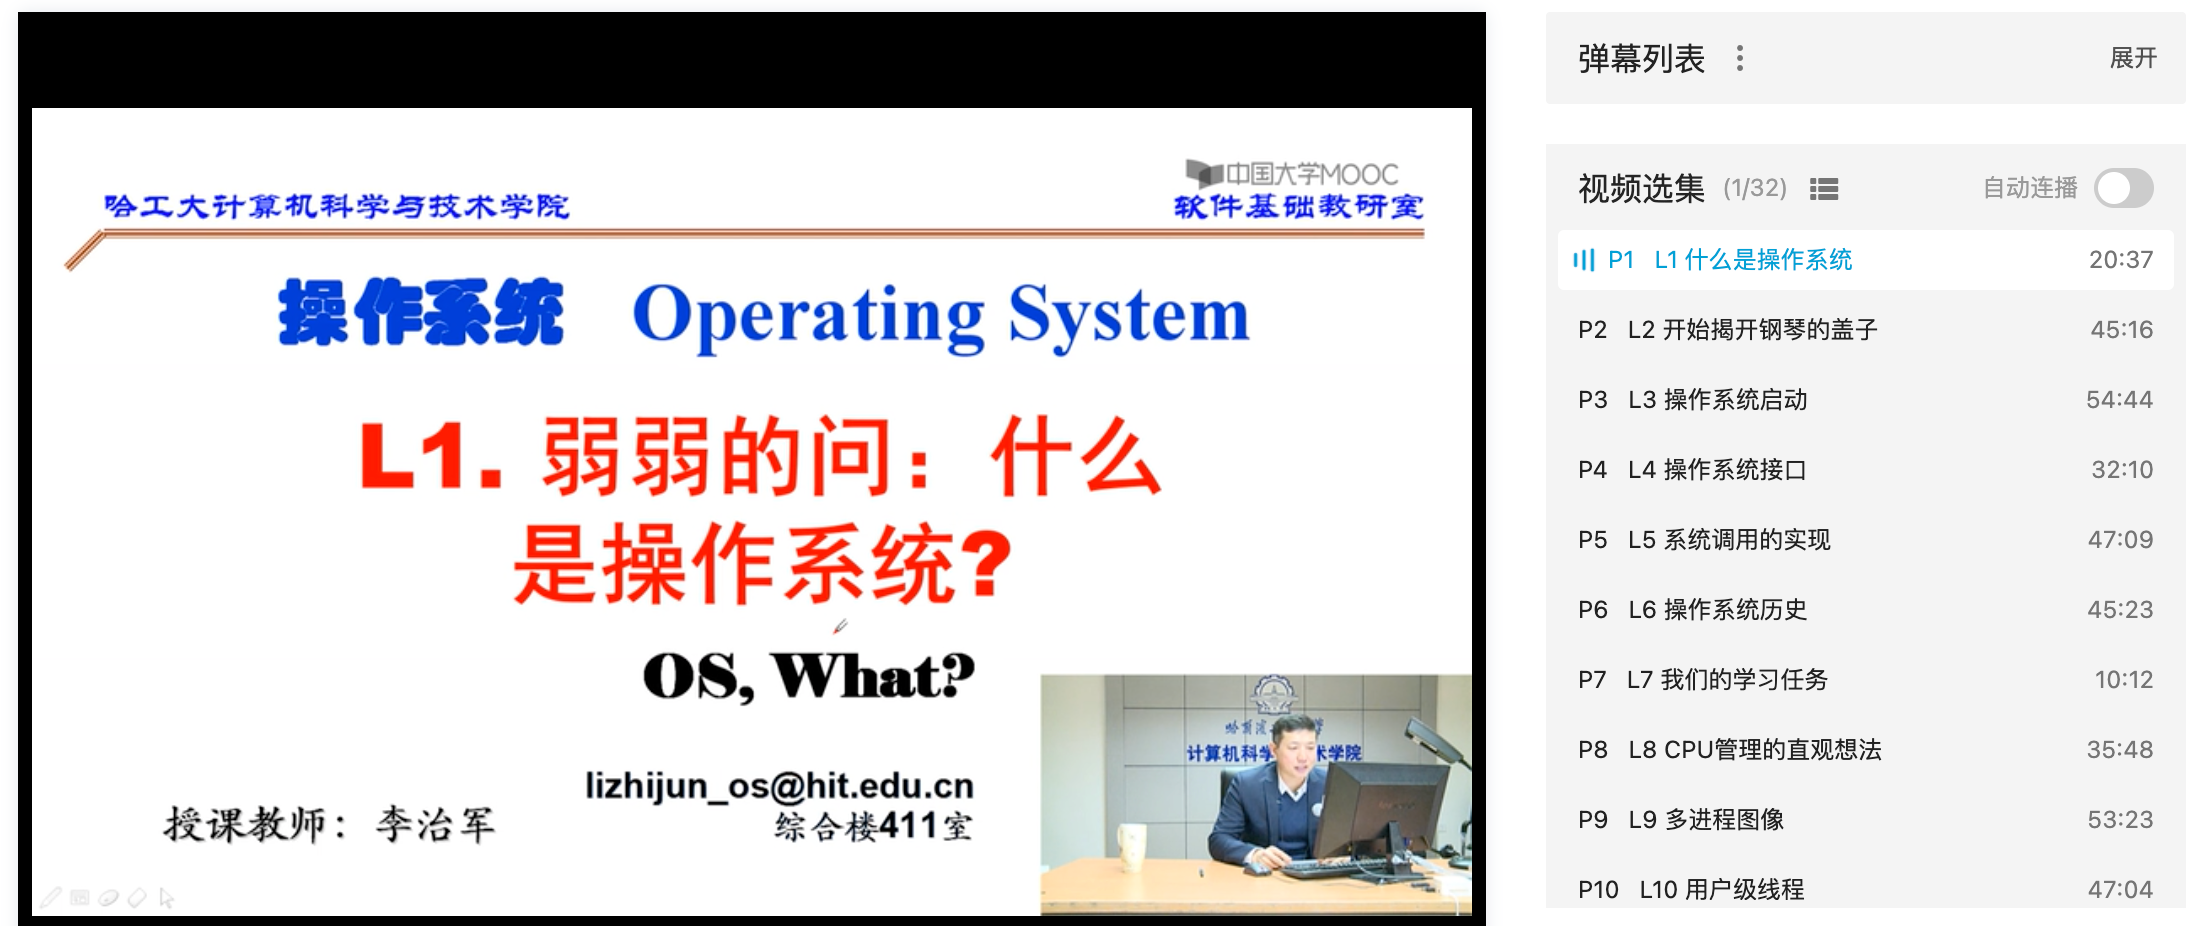 中国大学MOOC
哈工大计算机科学与技术学院
软件基础教研室
操作系统 Operating System
L1. 弱弱的问：什么
是操作系统?
OS, What?
lizhijun_os@hit.edu.cn
综合楼411室
授课教师：李治军
计算机科学 术学院
弹幕列表
展开
视频选集 (1/32)
自动连播
P1 L1 什么是操作系统 20:37
P2 L2 开始揭开钢琴的盖子 45:16
P3 L3 操作系统启动 54:44
P4 L4 操作系统接口 32:10
P5 L5 系统调用的实现 47:09
P6 L6 操作系统历史 45:23
P7 L7 我们的学习任务 10:12
P8 L8 CPU管理的直观想法 35:48
P9 L9 多进程图像 53:23
P10 L10 用户级线程 47:04